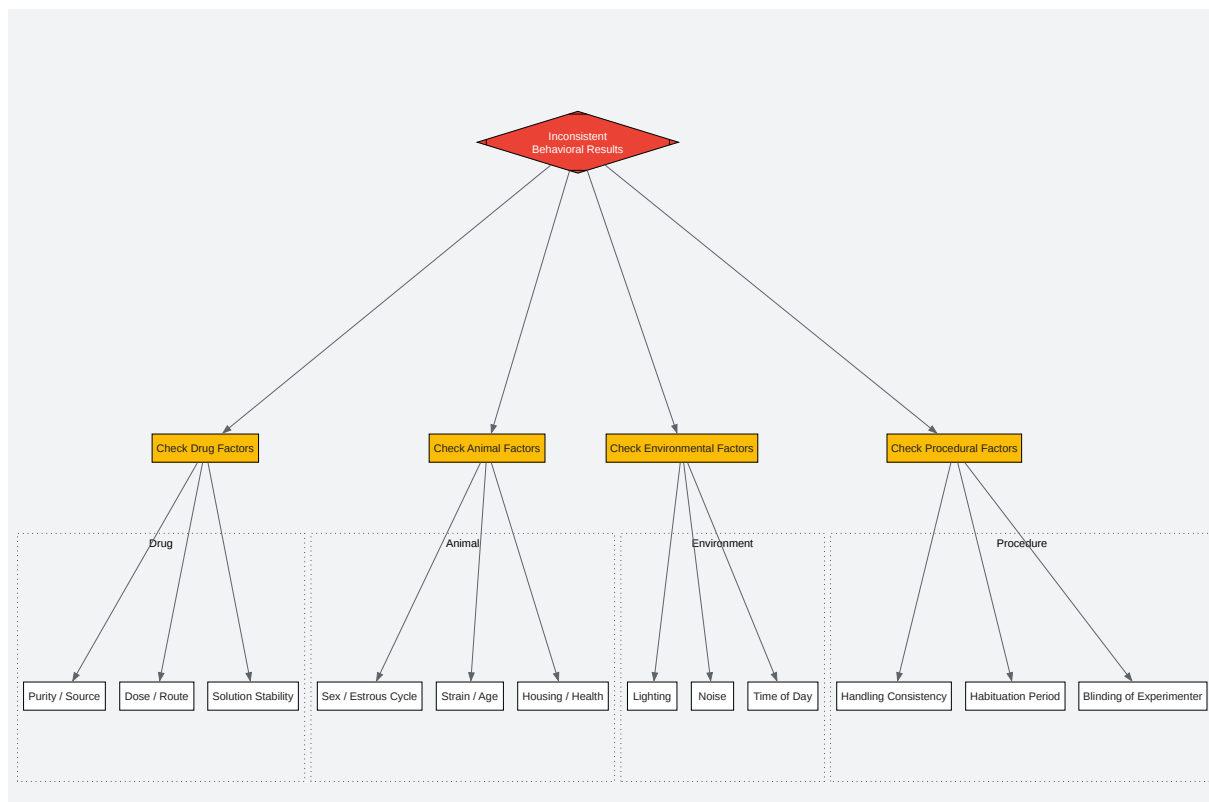 Inconsistent
Behavioral Results
Check Drug Factors
Check Animal Factors
Check Environmental Factors
Check Procedural Factors
Drug
Animal
Environment
Procedure
Purity / Source
Dose / Route
Solution Stability
Sex / Estrous Cycle
Strain / Age
Housing / Health
Lighting
Noise
Time of Day
Handling Consistency
Habituation Period
Blinding of Experimenter